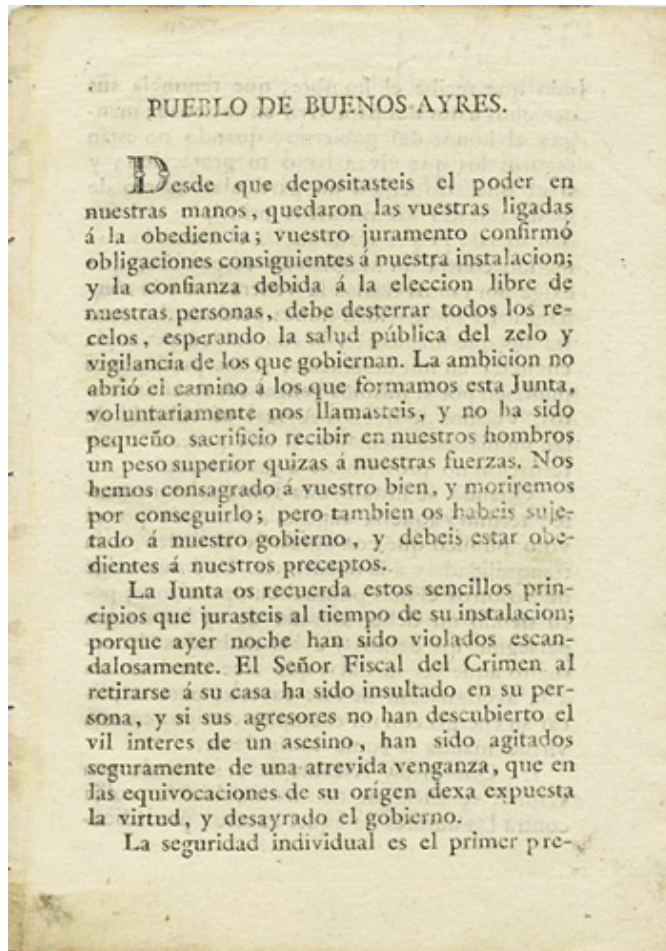 PUEBLO DE BUENOS AYRES.
Desde que depositasteis el poder en
nuestras manos, quedaron las vuestras ligadas
á la obediencia; vuestro juramento confirmó
obligaciones consiguientes á nuestra instalacion;
y la confianza debida á la eleccion libre de
nuestras personas, debe desterrar todos los re-
celos, esperando la salud pública del zelo y
vigilancia de los que gobiernan. La ambicion no
abrió el camino á los que formamos esta Junta,
voluntariamente nos llamasteis, y no ha sido
pequeño sacrificio recibir en nuestros hombros
un peso superior quizas á nuestras fuerzas. Nos
hemos consagrado á vuestro bien, y moriremos
por conseguirlo; pero tambien os habeis suje-
tado á nuestro gobierno, y debeis estar obe-
dientes á nuestros preceptos.
La Junta os recuerda estos sencillos prin-
cipios que jurasteis al tiempo de su instalacion;
porque ayer noche han sido violados escan-
dalosamente. El Señor Fiscal del Crimen al
retirarse á su casa ha sido insultado en su per-
sona, y si sus agresores no han descubierto el
vil interes de un asesino, han sido agitados
seguramente de una atrevida venganza, que en
las equivocaciones de su origen dexa expuesta
la virtud, y desayrado el gobierno.
La seguridad individual es el primer pre-